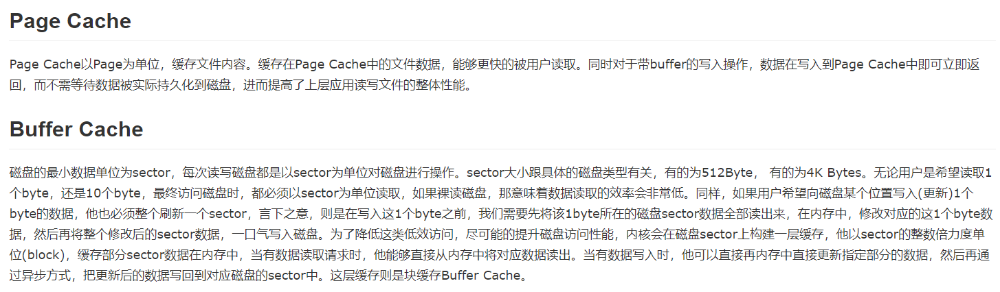 Page Cache
Page Cache以Page为单位，缓存文件内容。缓存在Page Cache中的文件数据，能够更快的被用户读取。同时对于带buffer的写入操作，数据在写入到Page Cache中即可立即返
回，而不需等待数据被实际持久化到磁盘，进而提高了上层应用读写文件的整体性能。
Buffer Cache
磁盘的最小数据单位为sector，每次读写磁盘都是以sector为单位对磁盘进行操作。sector大小跟具体的磁盘类型有关，有的为512Byte， 有的为4K Bytes。无论用户是希望读取1
个byte，还是10个byte，最终访问磁盘时，都必须以sector为单位读取，如果裸读磁盘，那意味着数据读取的效率会非常低。同样，如果用户希望向磁盘某个位置写入(更新)1个
byte的数据，他也必须整个刷新一个sector，言下之意，则是在写入这1个byte之前，我们需要先将该1byte所在的磁盘sector数据全部读出来，在内存中，修改对应的这1个byte数
据，然后再将整个修改后的sector数据，一口气写入磁盘。为了降低这类低效访问，尽可能的提升磁盘访问性能，内核会在磁盘sector上构建一层缓存，他以sector的整数倍力度单
位(block)，缓存部分sector数据在内存中，当有数据读取请求时，他能够直接从内存中将对应数据读出。当有数据写入时，他可以直接再内存中直接更新指定部分的数据，然后再通
过异步方式，把更新后的数据写回到对应磁盘的sector中。这层缓存则是块缓存Buffer Cache。